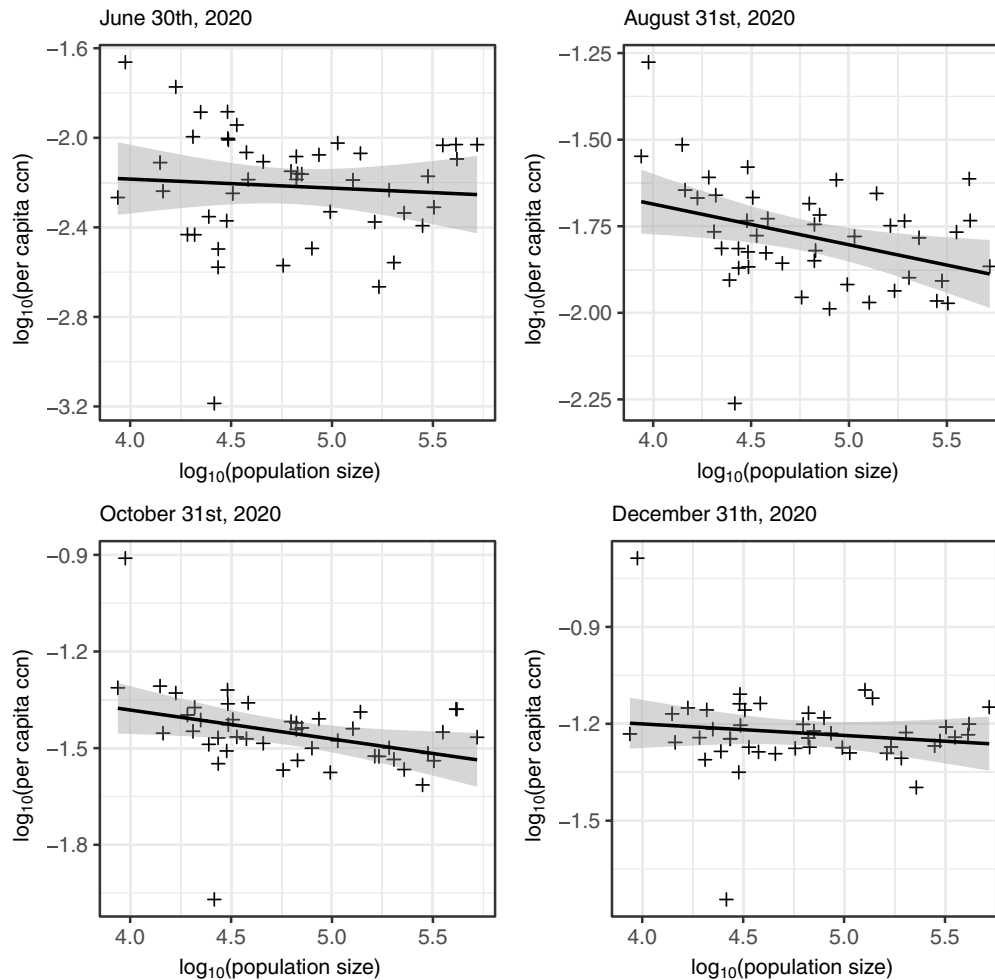 June 30th, 2020
−1.6
−2.0
−2.4
−2.8
−3.2
log10(per capita ccn)
4.0 4.5 5.0 5.5
log10(population size)
August 31st, 2020
−1.25
−1.50
−1.75
−2.00
−2.25
log10(per capita ccn)
4.0 4.5 5.0 5.5
log10(population size)
October 31st, 2020
−0.9
−1.2
−1.5
−1.8
log10(per capita ccn)
4.0 4.5 5.0 5.5
log10(population size)
December 31th, 2020
−0.9
−1.2
−1.5
log10(per capita ccn)
4.0 4.5 5.0 5.5
log10(population size)